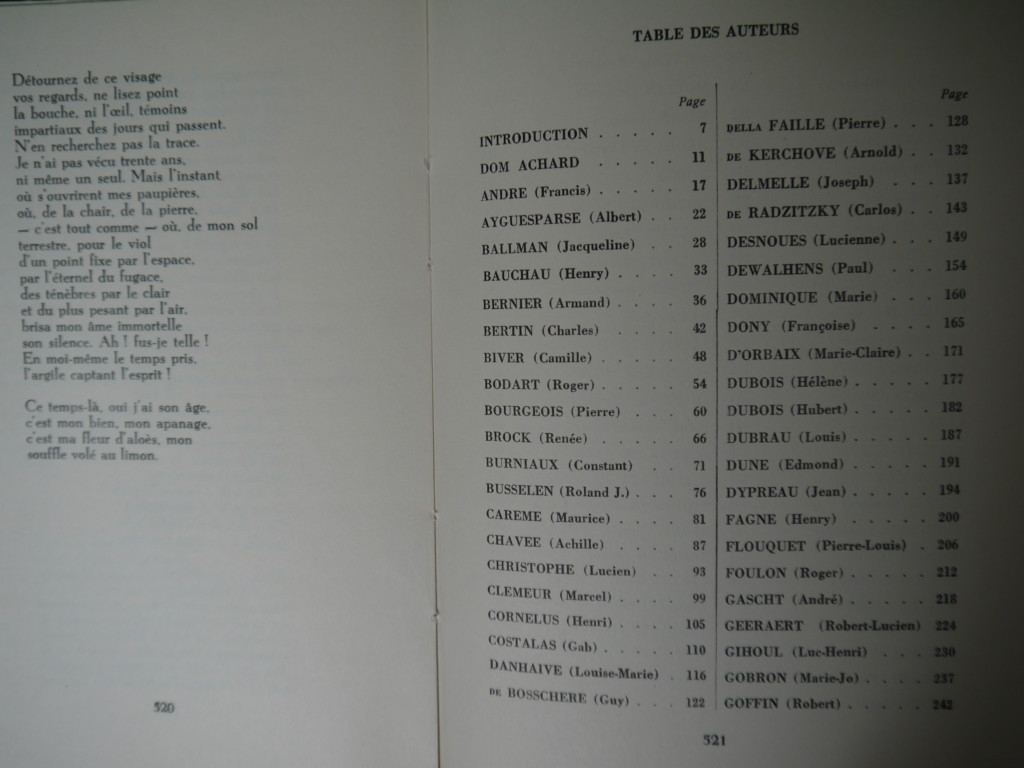 Détournez de ce visage
vos regards, ne lisez point
la bouche, ni l'œil, témoins
impartiaux des jours qui passent.
N'en recherchez pas la trace.
Je n'ai pas vécu trente ans,
ni même un seul. Mais l'instant
où s'ouvrirent mes paupières,
où, de la chair, de la pierre,
— c'est tout comme — où, de mon sol
terrestre, pour le viol
d'un point fixe par l'espace,
par l'éternel du fugace,
des ténèbres par le clair
et du plus pesant par l'air,
brisa mon âme immortelle
son silence. Ah ! fus-je telle !
En moi-même le temps pris,
l'argile captant l'esprit !
Ce temps-là, oui j'ai son âge,
c'est mon bien, mon apanage,
c'est ma fleur d'aloès, mon
souffle volé au limon.
520
TABLE DES AUTEURS
Page
INTRODUCTION . . . . . 7
DOM ACHARD . . . . . 11
ANDRE (Francis) . . . . . 17
AYGUESPARSE (Albert) . . 22
BALLMAN (Jacqueline) . . 28
BAUCHAU (Henry) . . . . 33
BERNIER (Armand) . . . . 36
BERTIN (Charles) . . . . 42
BIVER (Camille) . . . . . 48
BODART (Roger) . . . . . 54
BOURGEOIS (Pierre) . . . 60
BROCK (Renée) . . . . . 66
BURNIAUX (Constant) . . 71
BUSSELEN (Roland J.) . . . 76
CAREME (Maurice) . . . . 81
CHAVEE (Achille) . . . . 87
CHRISTOPHE (Lucien) . . 93
CLEMEUR (Marcel) . . . . 99
CORNELUS (Henri) . . . . 105
COSTALAS (Gab) . . . . . 110
DANHAIVE (Louise-Marie) . 116
DE BOSSCHERE (Guy) . . . 122
Page
DELLA FAILLE (Pierre) . . . 128
DE KERCHOVE (Arnold) . . 132
DELMELLE (Joseph) . . . 137
DE RADZITZKY (Carlos) . . 143
DESNOUES (Lucienne) . . . 149
DEWALHENS (Paul) . . . 154
DOMINIQUE (Marie) . . . 160
DONY (Françoise) . . . . 165
D'ORBAIX (Marie-Claire) . . 171
DUBOIS (Hélène) . . . . . 177
DUBOIS (Hubert) . . . . . 182
DUBRAU (Louis) . . . . . 187
DUNE (Edmond) . . . . . 191
DYPREAU (Jean) . . . . . 194
FAGNE (Henry) . . . . . 200
FLOUQUET (Pierre-Louis) . 206
FOULON (Roger) . . . . . 212
GASCHT (André) . . . . . 218
GEERAERT (Robert-Lucien) 224
GIHOUL (Luc-Henri) . . . 230
GOBRON (Marie-Jo) . . . . 237
GOFFIN (Robert) . . . . . 242
521